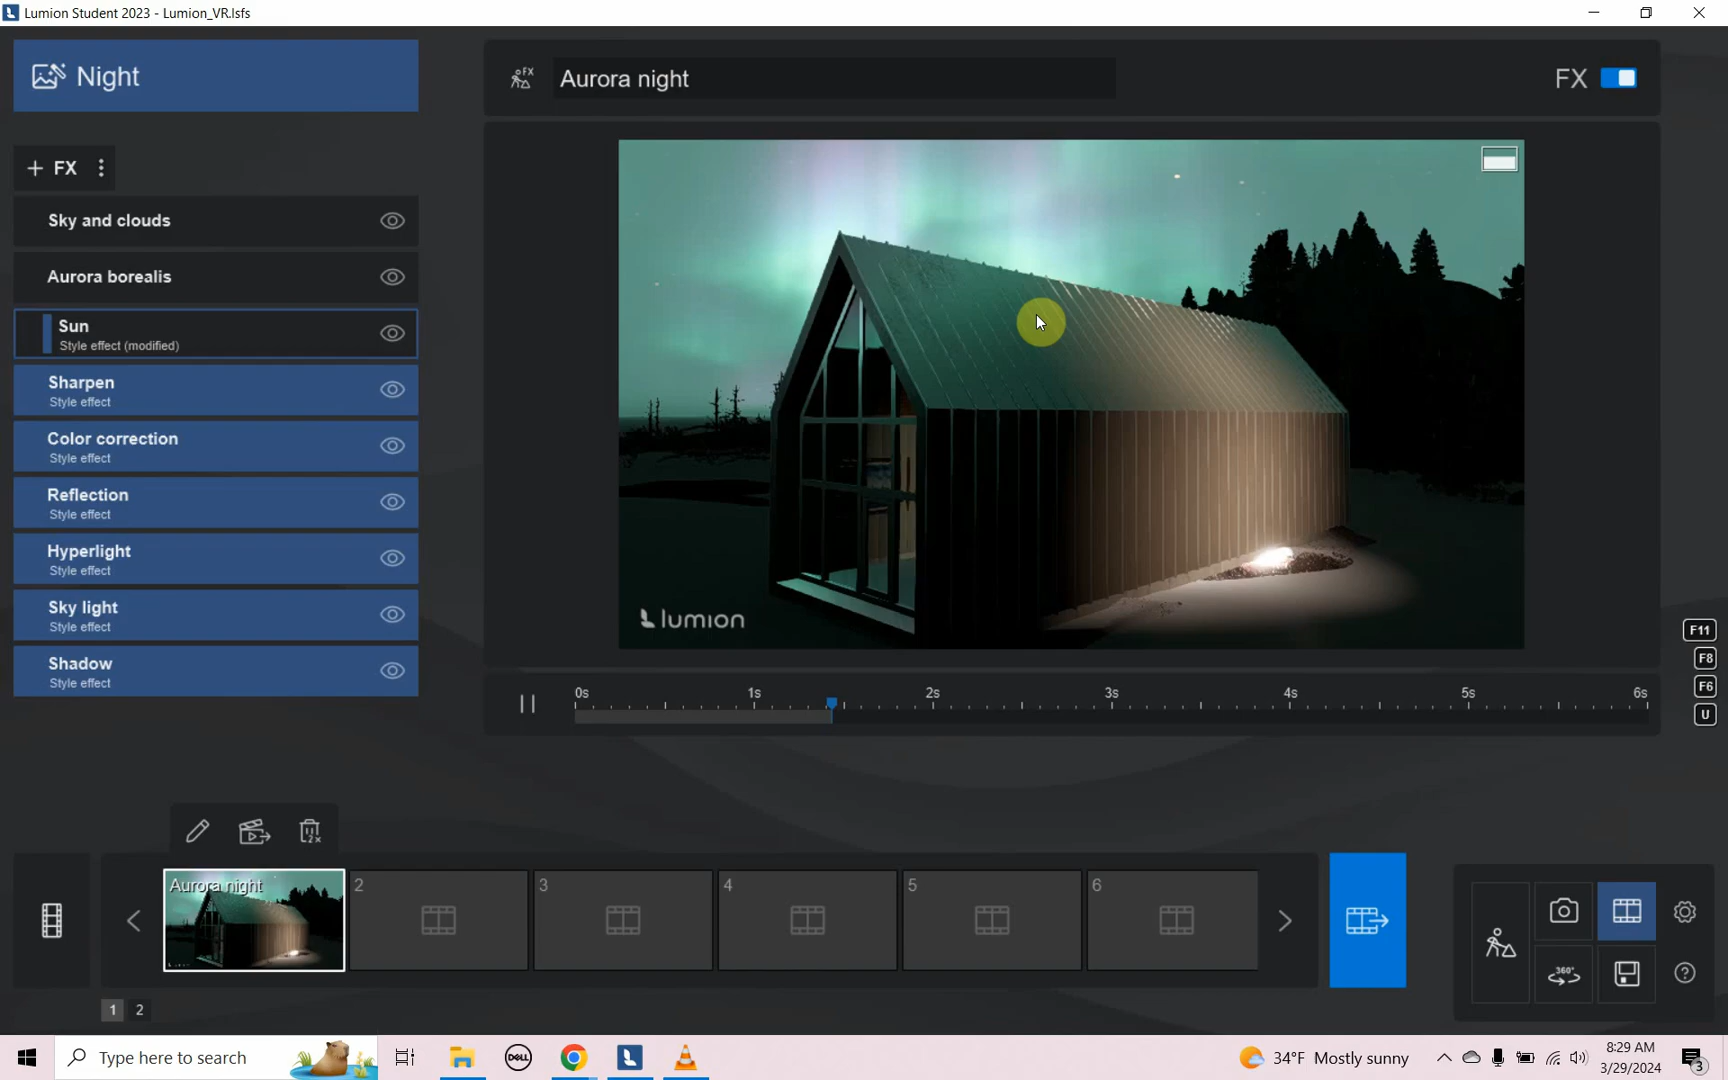 Lumion Student 2023 - Lumion_VR.lsfs
Night
FX
Aurora night
FX
Sky and clouds
Aurora borealis
Sun
Style effect (modified)
Sharpen
Style effect
Color correction
Style effect
Reflection
Style effect
Hyperlight
Style effect
Sky light
Style effect
Shadow
Style effect
lumion
0s 1s 2s 3s 4s 5s 6s
F11
F8
F6
U
Aurora night
2
3
4
5
6
360°
1 2
Type here to search
DELL
34°F Mostly sunny
8:29 AM
3/29/2024
3